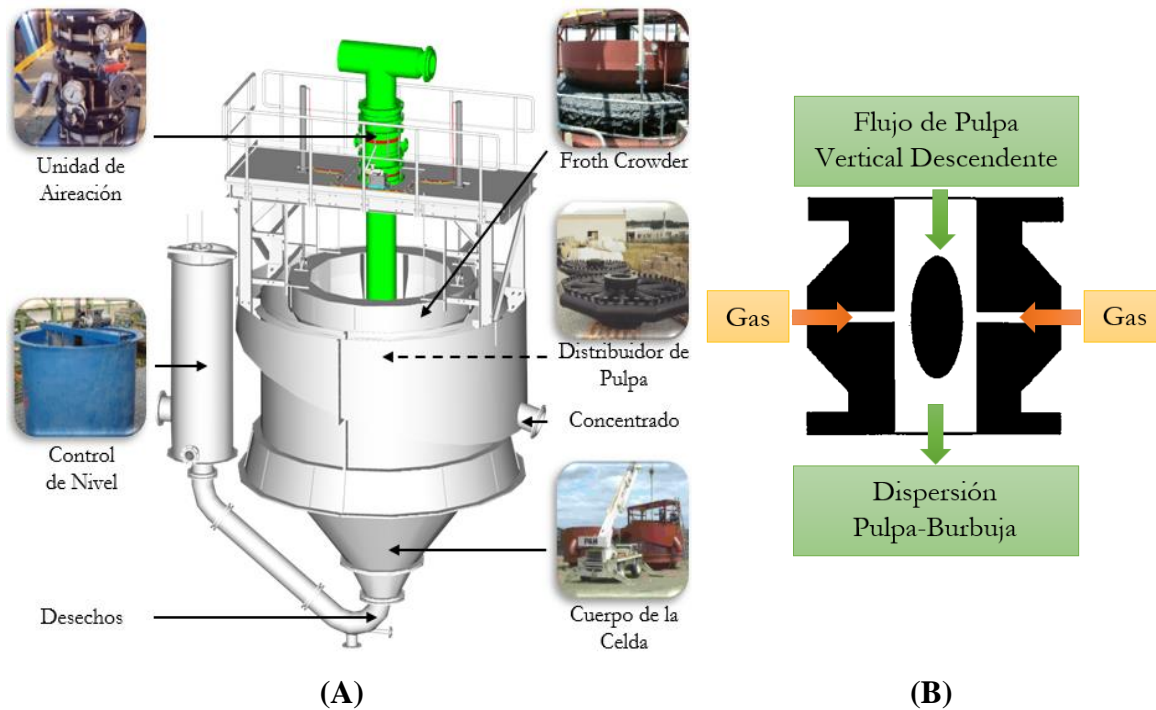 Unidad de
Aireación
Froth Crowder
Distribuidor de
Pulpa
Control
de Nivel
Concentrado
Desechos
Cuerpo de la
Celda
(A)
Flujo de Pulpa
Vertical Descendente
Gas
Gas
Dispersión
Pulpa-Burbuja
(B)